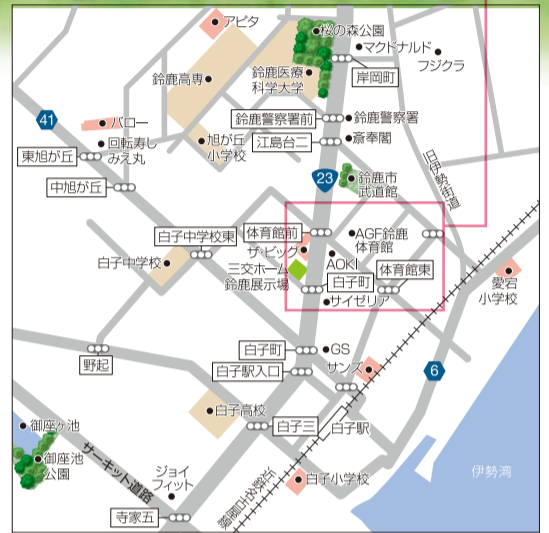 アピタ
桜の森公園
マクドナルド
フジクラ
鈴鹿高専
鈴鹿医療
科学大学
岸岡町
41
バロー
回転寿し
みえ丸
東旭が丘
旭が丘
小学校
鈴鹿警察署前
鈴鹿警察署
江島台二
斎奉閣
中旭が丘
23
鈴鹿市
武道館
旧伊勢街道
白子中学校東
体育館前
AGF鈴鹿
体育館
白子中学校
ザ・ビッグ
AOKI
三交ホーム
鈴鹿展示場
白子町
体育館東
サイゼリア
愛宕
小学校
野起
白子町
GS
白子駅入口
サンズ
6
白子高校
白子三
白子駅
御座ヶ池
御座池
公園
サーキット道路
ジョイ
フィット
近鉄名古屋線
白子小学校
伊勢湾
寺家五